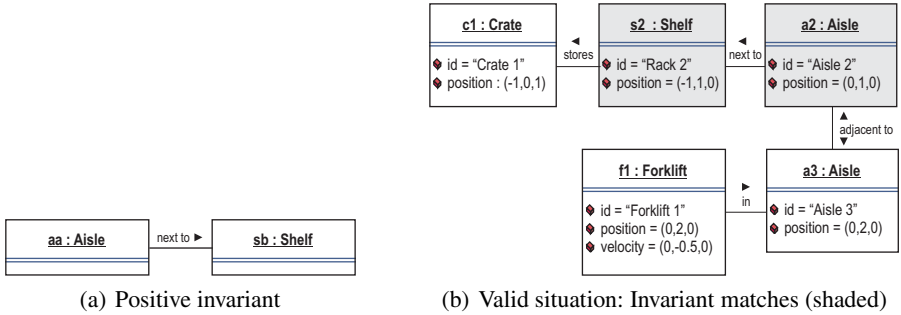 c1 : Crate
id = “Crate 1”
position : (-1,0,1)
◄
stores
s2 : Shelf
id = “Rack 2”
position = (-1,1,0)
◄
next to
a2 : Aisle
id = “Aisle 2”
position = (0,1,0)
▲
adjacent to
▼
f1 : Forklift
id = “Forklift 1”
position = (0,2,0)
velocity = (0,-0.5,0)
►
in
a3 : Aisle
id = “Aisle 3”
position = (0,2,0)
aa : Aisle
next to ►
sb : Shelf
(a) Positive invariant
(b) Valid situation: Invariant matches (shaded)